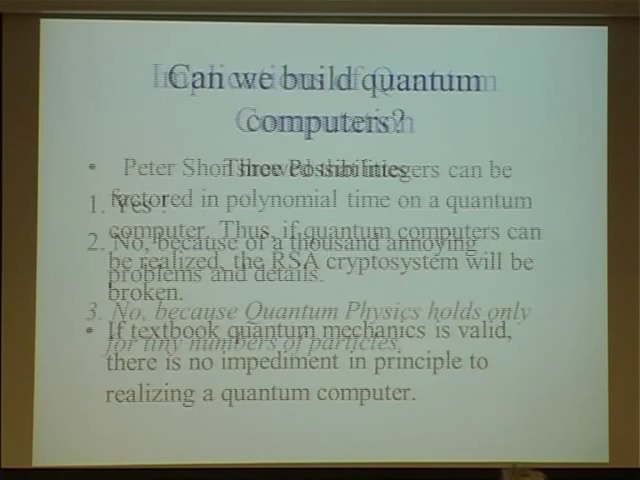 Can we build quantum
computers?
Implications of Quantum
Computation
Three Possibilities
1. Yes !
2. No, because of a thousand annoying
problems and details.
3. No, because Quantum Physics holds only
for tiny numbers of particles.
• Peter Shor showed that integers can be
factored in polynomial time on a quantum
computer. Thus, if quantum computers can
be realized, the RSA cryptosystem will be
broken.
• If textbook quantum mechanics is valid,
there is no impediment in principle to
realizing a quantum computer.